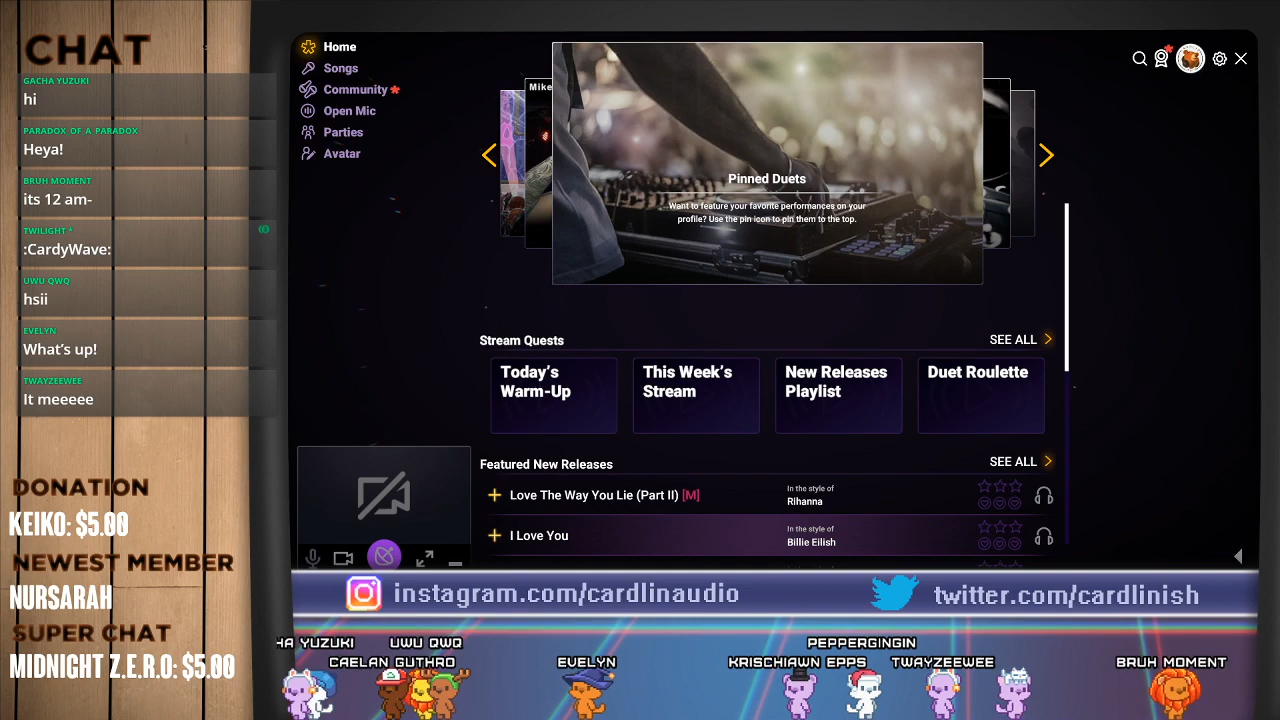 CHAT
GACHA YUZUKI
hi
PARADOX OF A PARADOX
Heya!
BRUH MOMENT
its 12 am-
TWILIGHT *
:CardyWave:
UWU QWQ
hsii
EVELYN
What's up!
TWAYZEEWEE
It meeeee
DONATION
KEIKO: $5.00
NEWEST MEMBER
NURSARAH
SUPER CHAT
MIDNIGHT Z.E.R.O: $5.00
Home
Songs
Community *
Open Mic
Parties
Avatar
Mike
Pinned Duets
Want to feature your favorite performances on your
profile? Use the pin icon to pin them to the top.
Stream Quests
SEE ALL
Today's
Warm-Up
This Week's
Stream
New Releases
Playlist
Duet Roulette
Featured New Releases
SEE ALL
Love The Way You Lie (Part II) [M]
In the style of
Rihanna
I Love You
In the style of
Billie Eilish
instagram.com/cardlinaudio
twitter.com/cardlinish
HA YUZUKI
UWU QWQ
PEPPERGINGIN
CAELAN GUTHRO
EVELYN
KRISCHIAWN EPPS
TWAYZEEWEE
BRUH MOMENT